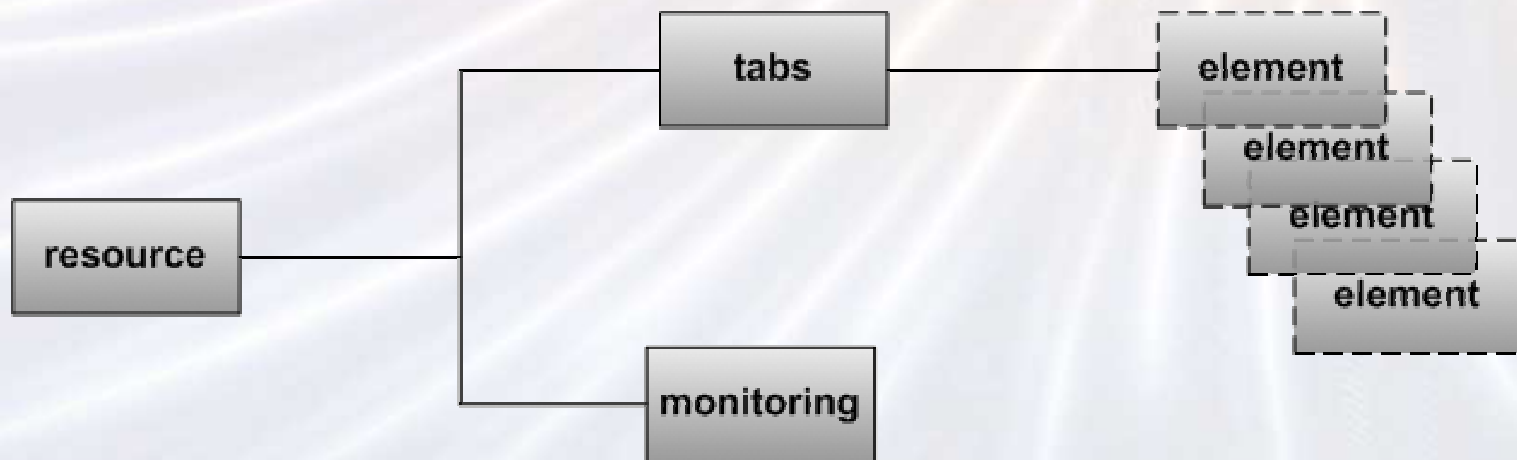 tabs
element
element
element
element
resource
monitoring